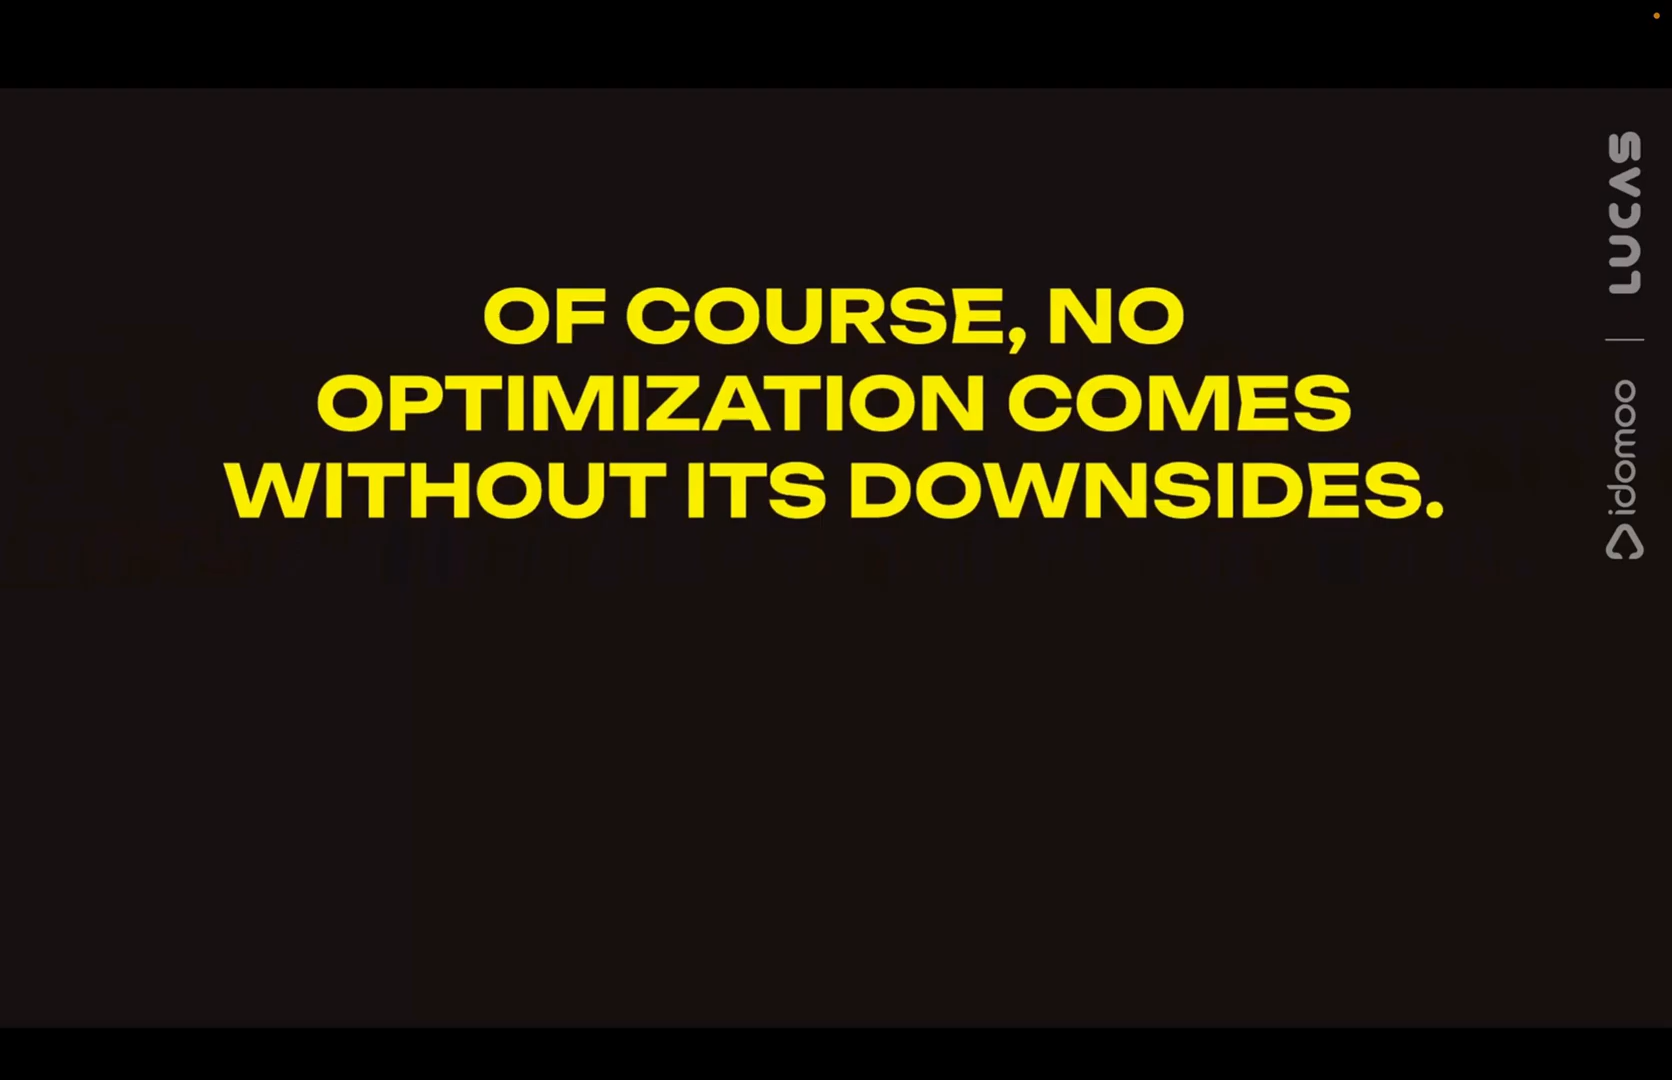 OF COURSE, NO
OPTIMIZATION COMES
WITHOUT ITS DOWNSIDES.
LUCAS
idomoo